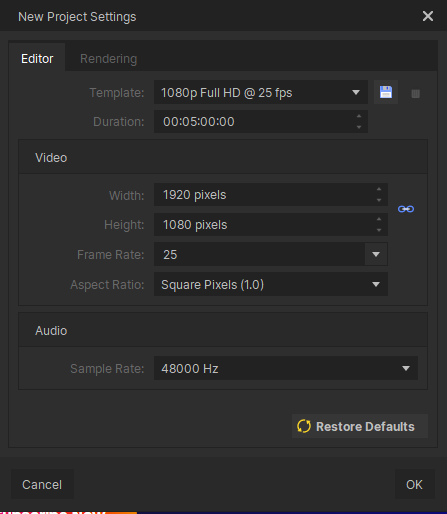 New Project Settings
Editor
Rendering
Template: 1080p Full HD @ 25 fps
Duration: 00:05:00:00
Video
Width: 1920 pixels
Height: 1080 pixels
Frame Rate: 25
Aspect Ratio: Square Pixels (1.0)
Audio
Sample Rate: 48000 Hz
Restore Defaults
Cancel
OK